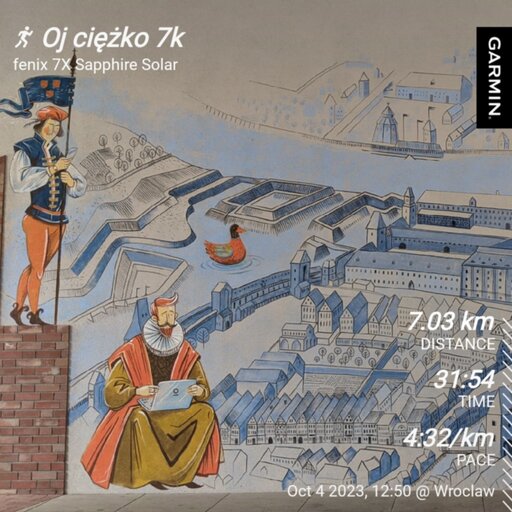 Oj ciężko 7k
fenix 7X Sapphire Solar
GARMIN
7.03 km
DISTANCE
31:54
TIME
4:32/km
PACE
Oct 4 2023, 12:50 @ Wroclaw